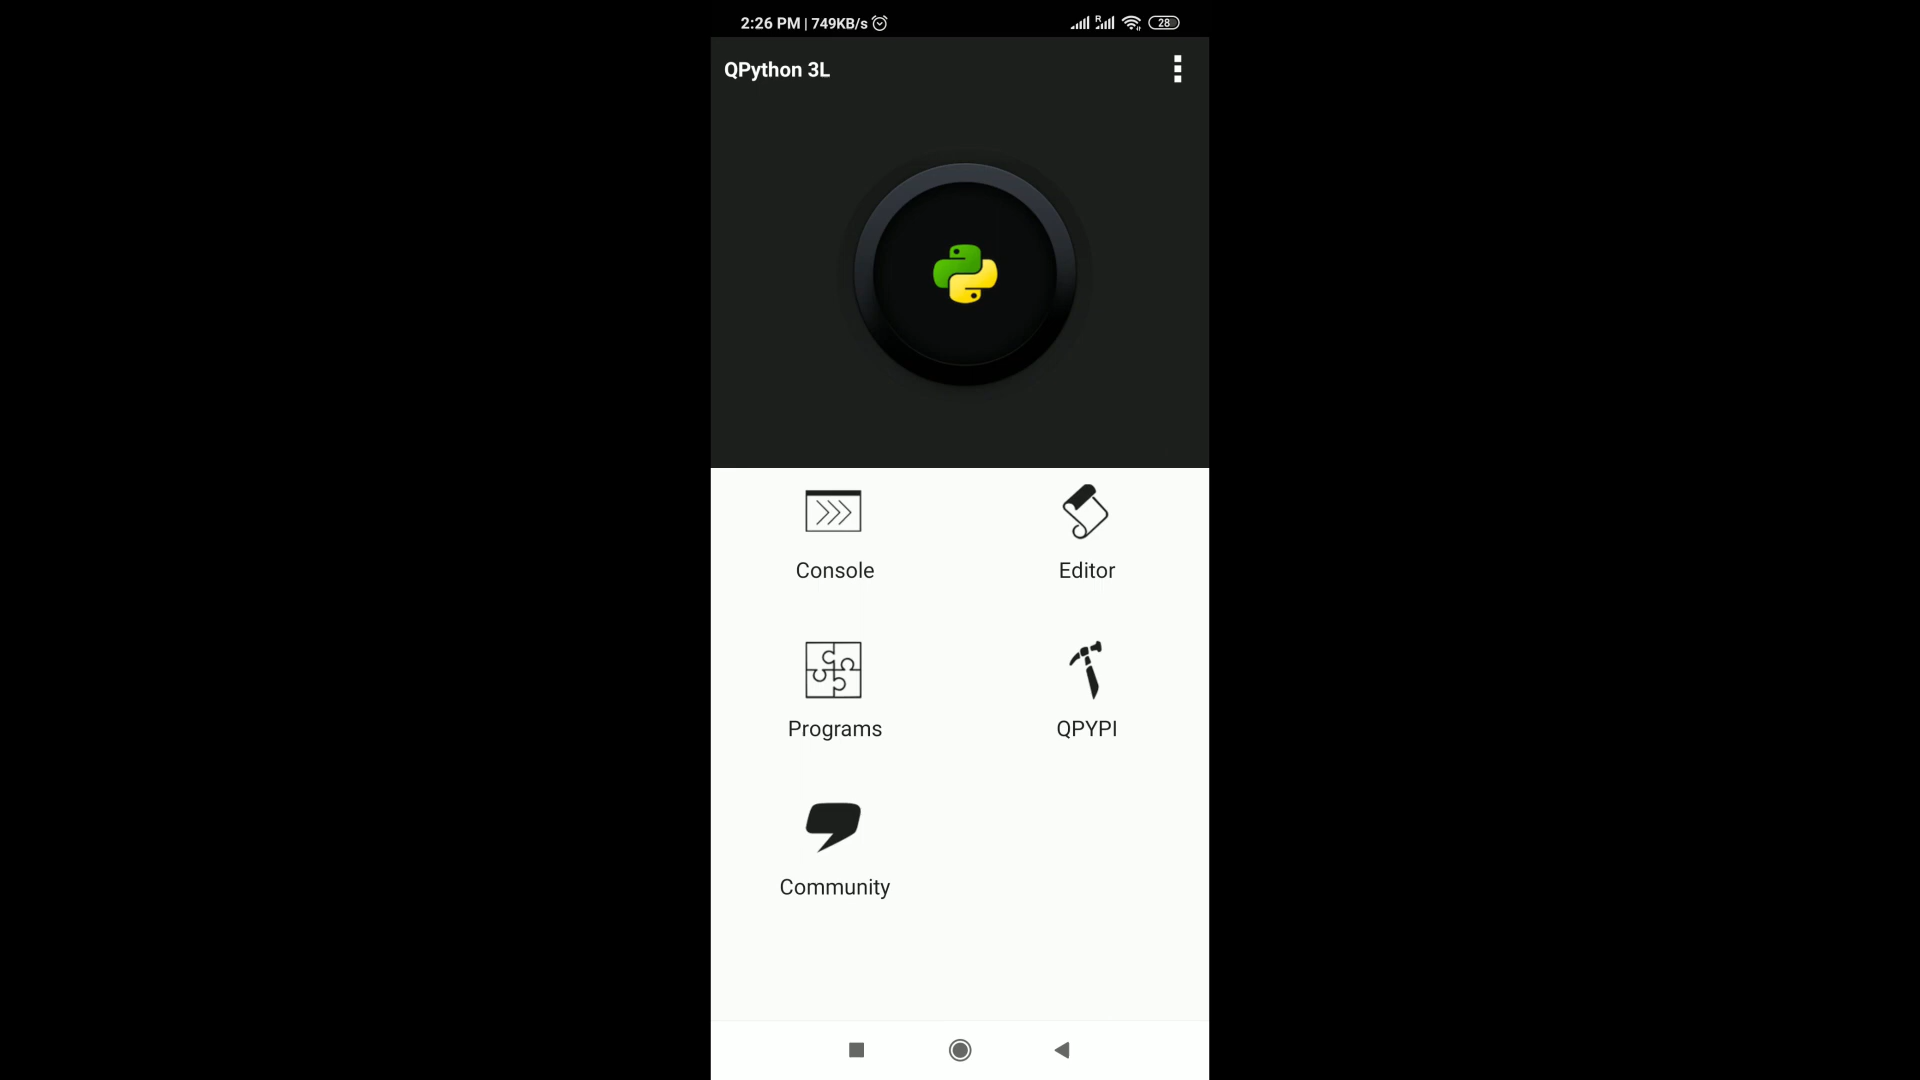 2:26 PM | 749KB/s
R
28
QPython 3L
Console
Editor
Programs
QPYPI
Community